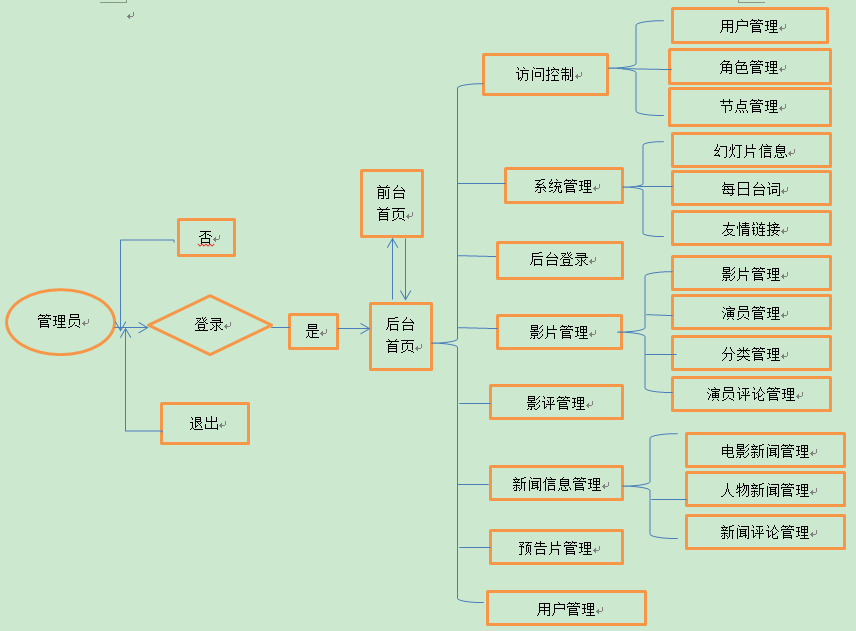 管理员
否
登录
退出
是
前台
首页
后台
首页
访问控制
用户管理
角色管理
节点管理
系统管理
幻灯片信息
每日台词
友情链接
后台登录
影片管理
影片管理
演员管理
分类管理
演员评论管理
影评管理
新闻信息管理
电影新闻管理
人物新闻管理
新闻评论管理
预告片管理
用户管理